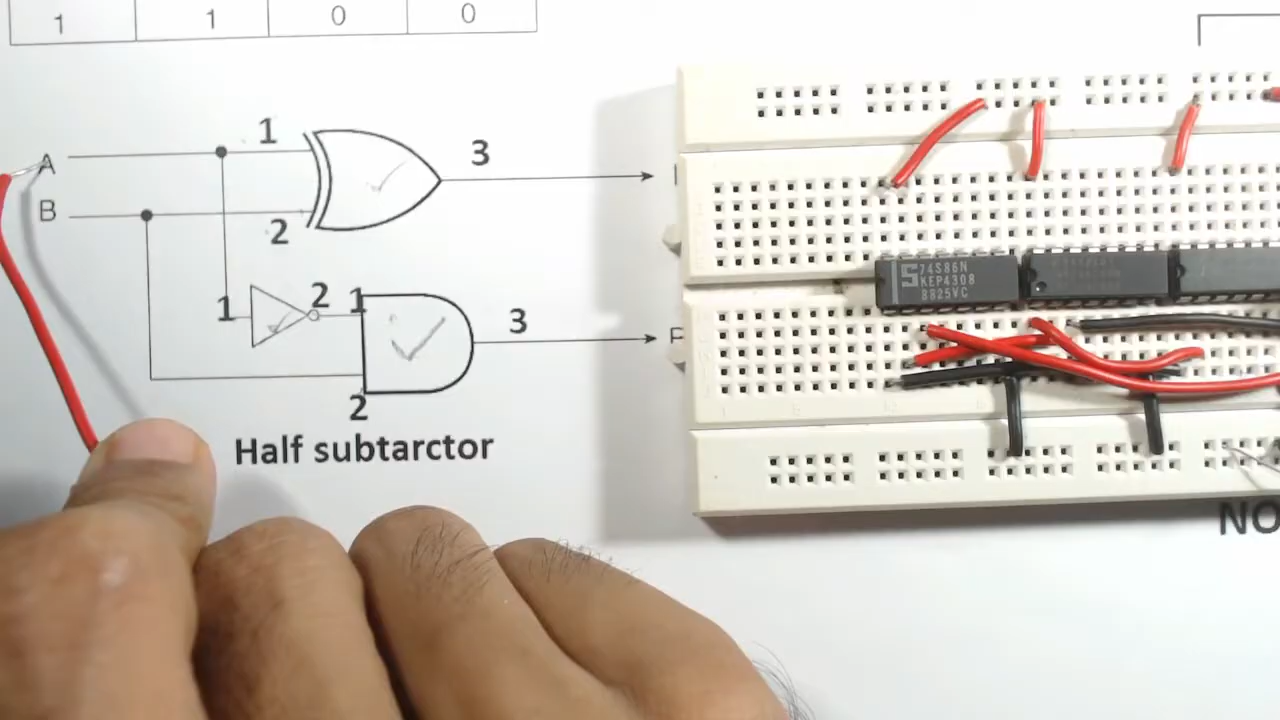 1 1 0 0
1
3
A
B
2
1 2 1
3
2
Half subtarctor
S 74S86N
KEP4308
8825VC
NO